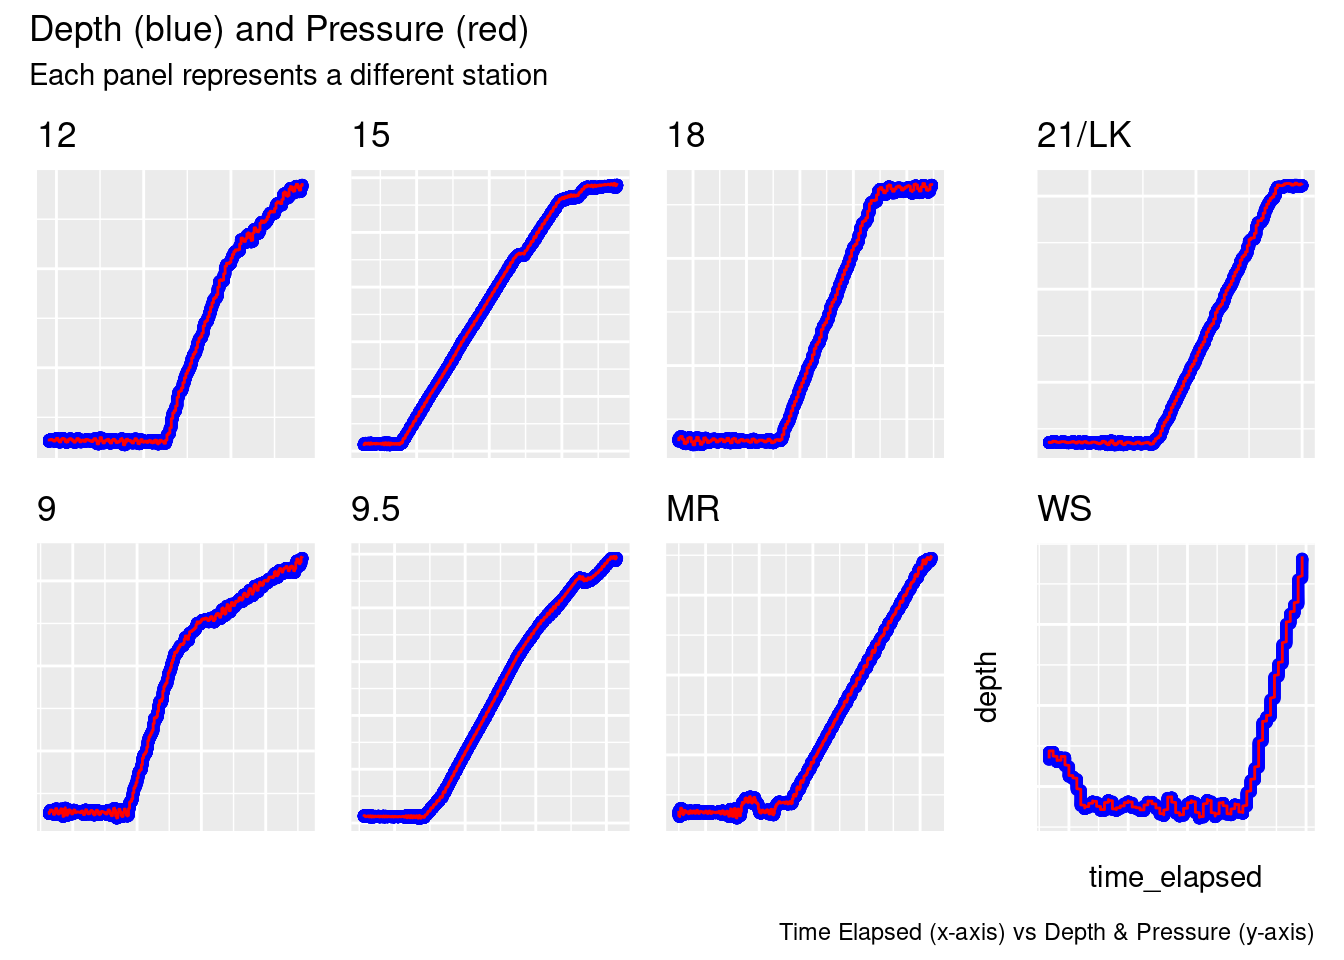 Depth (blue) and Pressure (red)
Each panel represents a different station
12
15
18
21/LK
9
9.5
MR
WS
depth
time_elapsed
Time Elapsed (x-axis) vs Depth & Pressure (y-axis)